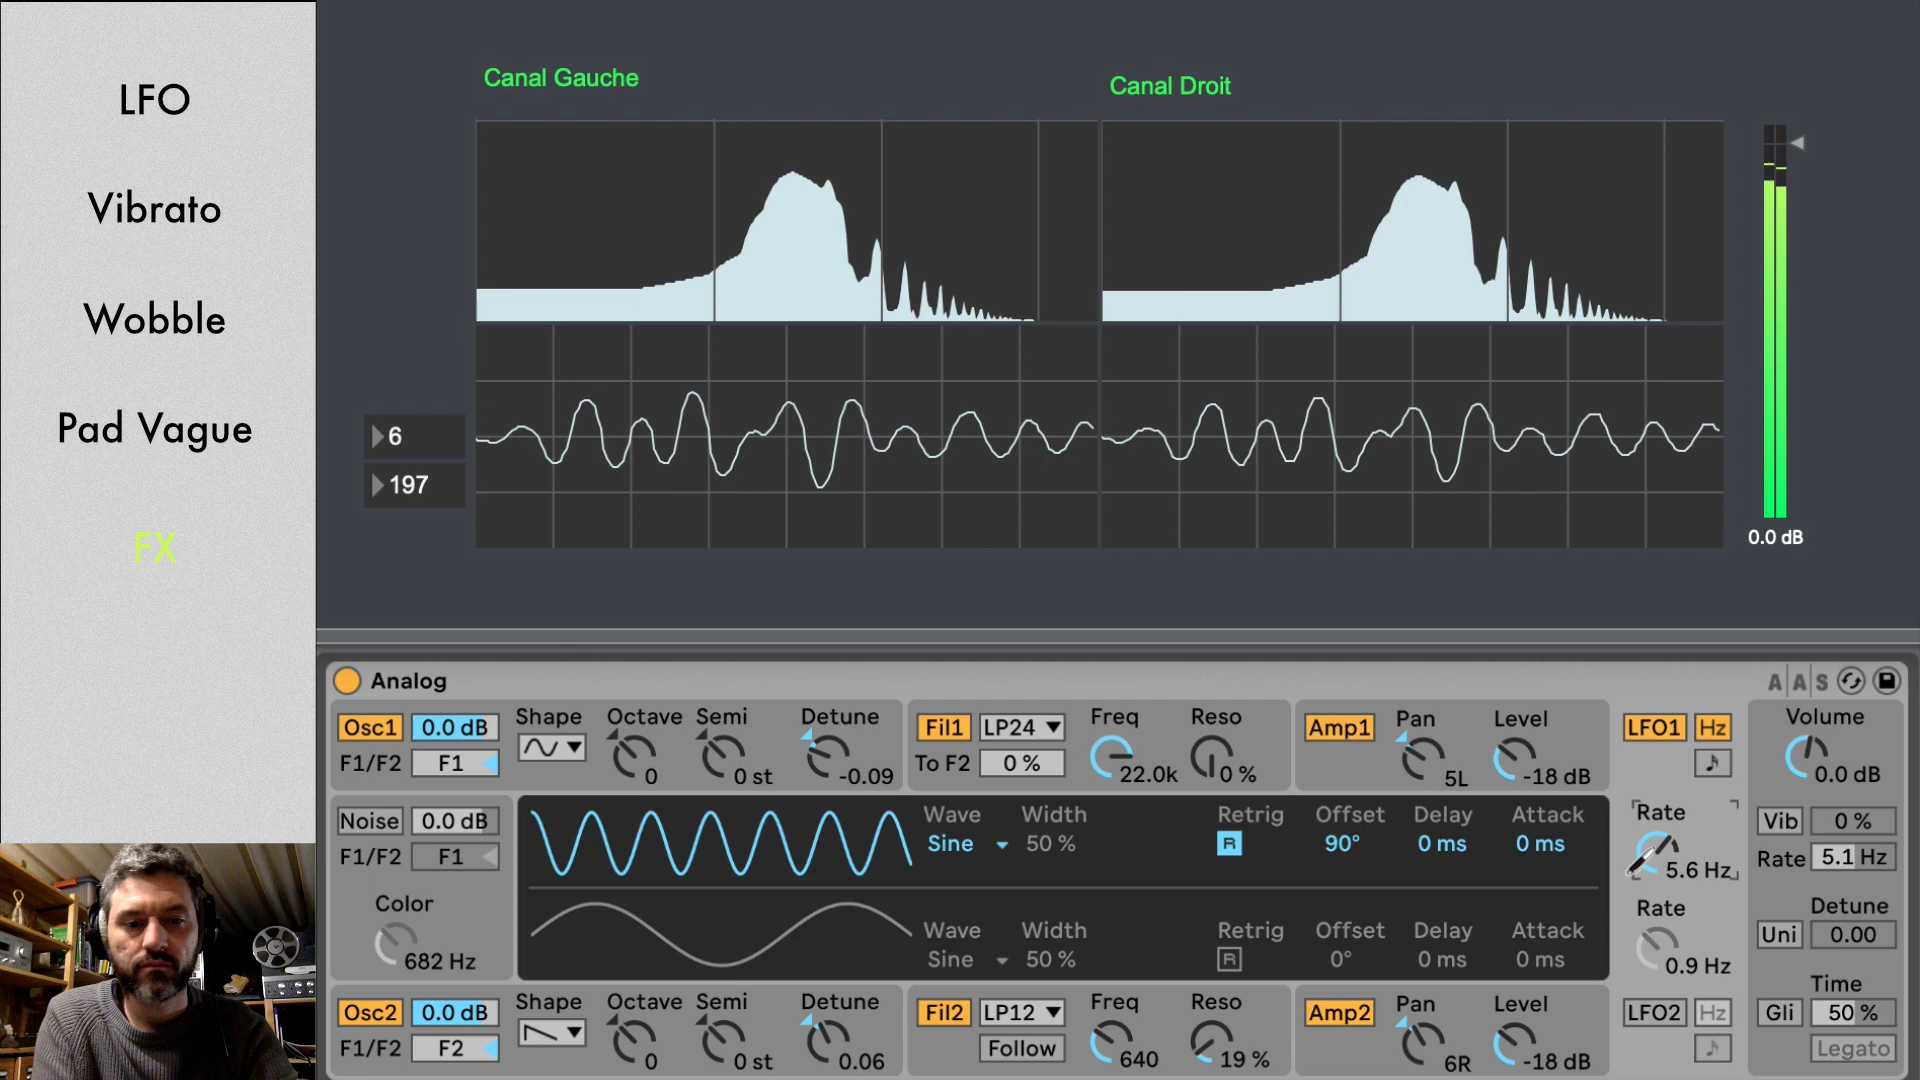 LFO
Vibrato
Wobble
Pad Vague
FX
Canal Gauche
Canal Droit
6
197
0.0 dB
Analog
A A S
Osc1 0.0 dB Shape Octave Semi Detune
F1/F2 F1 0 0 st -0.09
Fil1 LP24 Freq Reso
To F2 0 % 22.0k 0 %
Amp1 Pan Level
5L -18 dB
LFO1 Hz
Volume
0.0 dB
Noise 0.0 dB
F1/F2 F1
Color
682 Hz
Wave Width Retrig Offset Delay Attack
Sine 50 % R 90° 0 ms 0 ms
Wave Width Retrig Offset Delay Attack
Sine 50 % R 0° 0 ms 0 ms
Rate
5.6 Hz
Rate
0.9 Hz
Vib 0 %
Rate 5.1 Hz
Detune
Uni 0.00
Time
Gli 50 %
Legato
Osc2 0.0 dB Shape Octave Semi Detune
F1/F2 F2 0 0 st 0.06
Fil2 LP12 Freq Reso
Follow 640 19 %
Amp2 Pan Level
6R -18 dB
LFO2 Hz